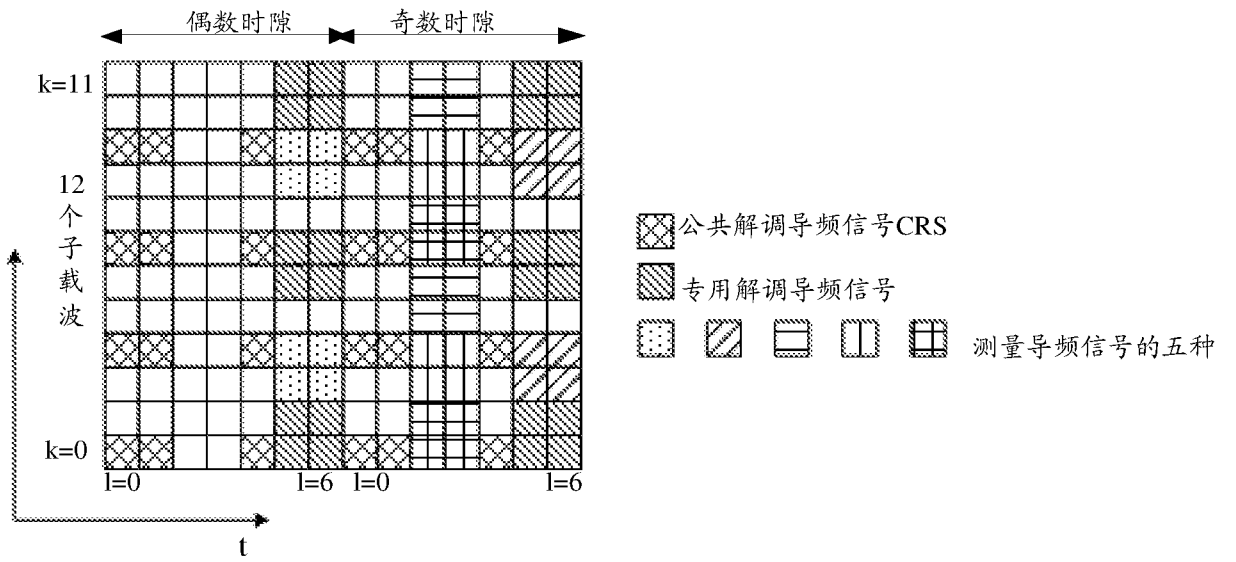 偶数时隙 奇数时隙
k=11
12
个
子
载
波
k=0
l=0 l=6 l=0 l=6
t
公共解调导频信号CRS
专用解调导频信号
测量导频信号的五种